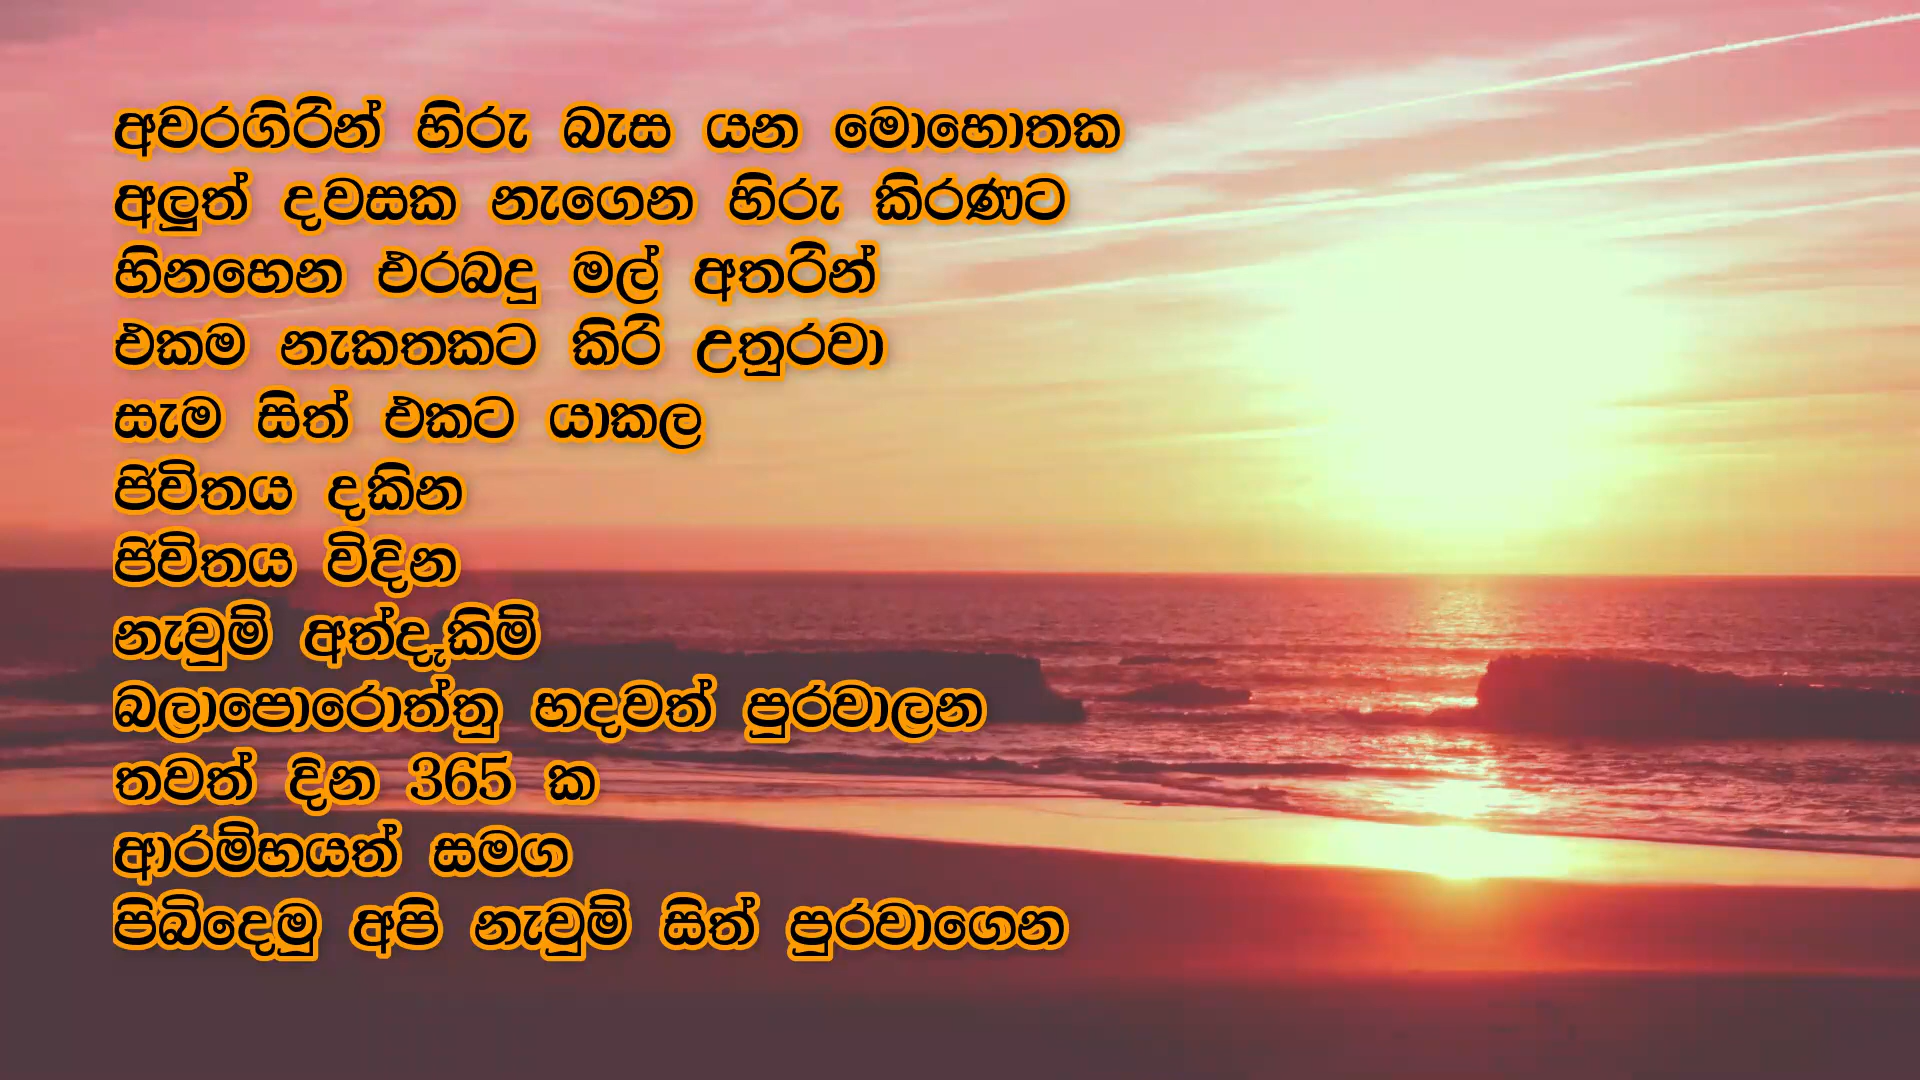 අවරගිරින් හිරු බැස යන මොහොතක
අලුත් දවසක නැගෙන හිරු කිරණට
හිනහෙන එරබදු මල් අතරින්
එකම නැකතකට කිරි උතුරවා
සැම සිත් එකට යාකල
ජිවිතය දකින
ජිවිතය විදින
නැවුම් අත්දැකිම්
බලාපොරොත්තු හදවත් පුරවාලන
තවත් දින 365 ක
ආරම්භයත් සමග
පිබිදෙමු අපි නැවුම් සිත් පුරවාගෙන